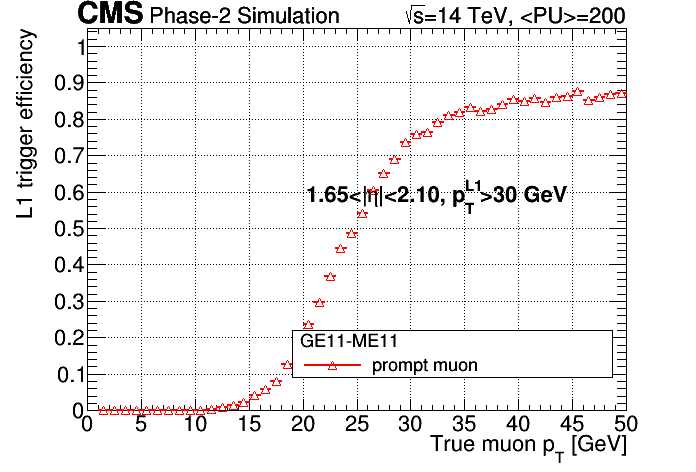 CMS Phase-2 Simulation √s=14 TeV, <PU>=200
L1 trigger efficiency
1
0.9
0.8
0.7
0.6
0.5
0.4
0.3
0.2
0.1
0
1.65<|η|<2.10, p_T^L1>30 GeV
GE11-ME11
prompt muon
0 5 10 15 20 25 30 35 40 45 50
True muon p_T [GeV]